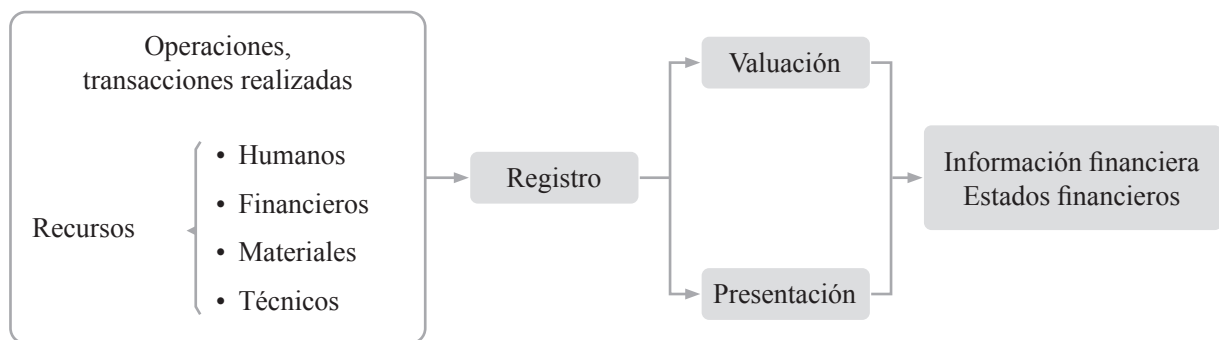 Operaciones,
transacciones realizadas
Recursos
• Humanos
• Financieros
• Materiales
• Técnicos
Registro
Valuación
Presentación
Información financiera
Estados financieros